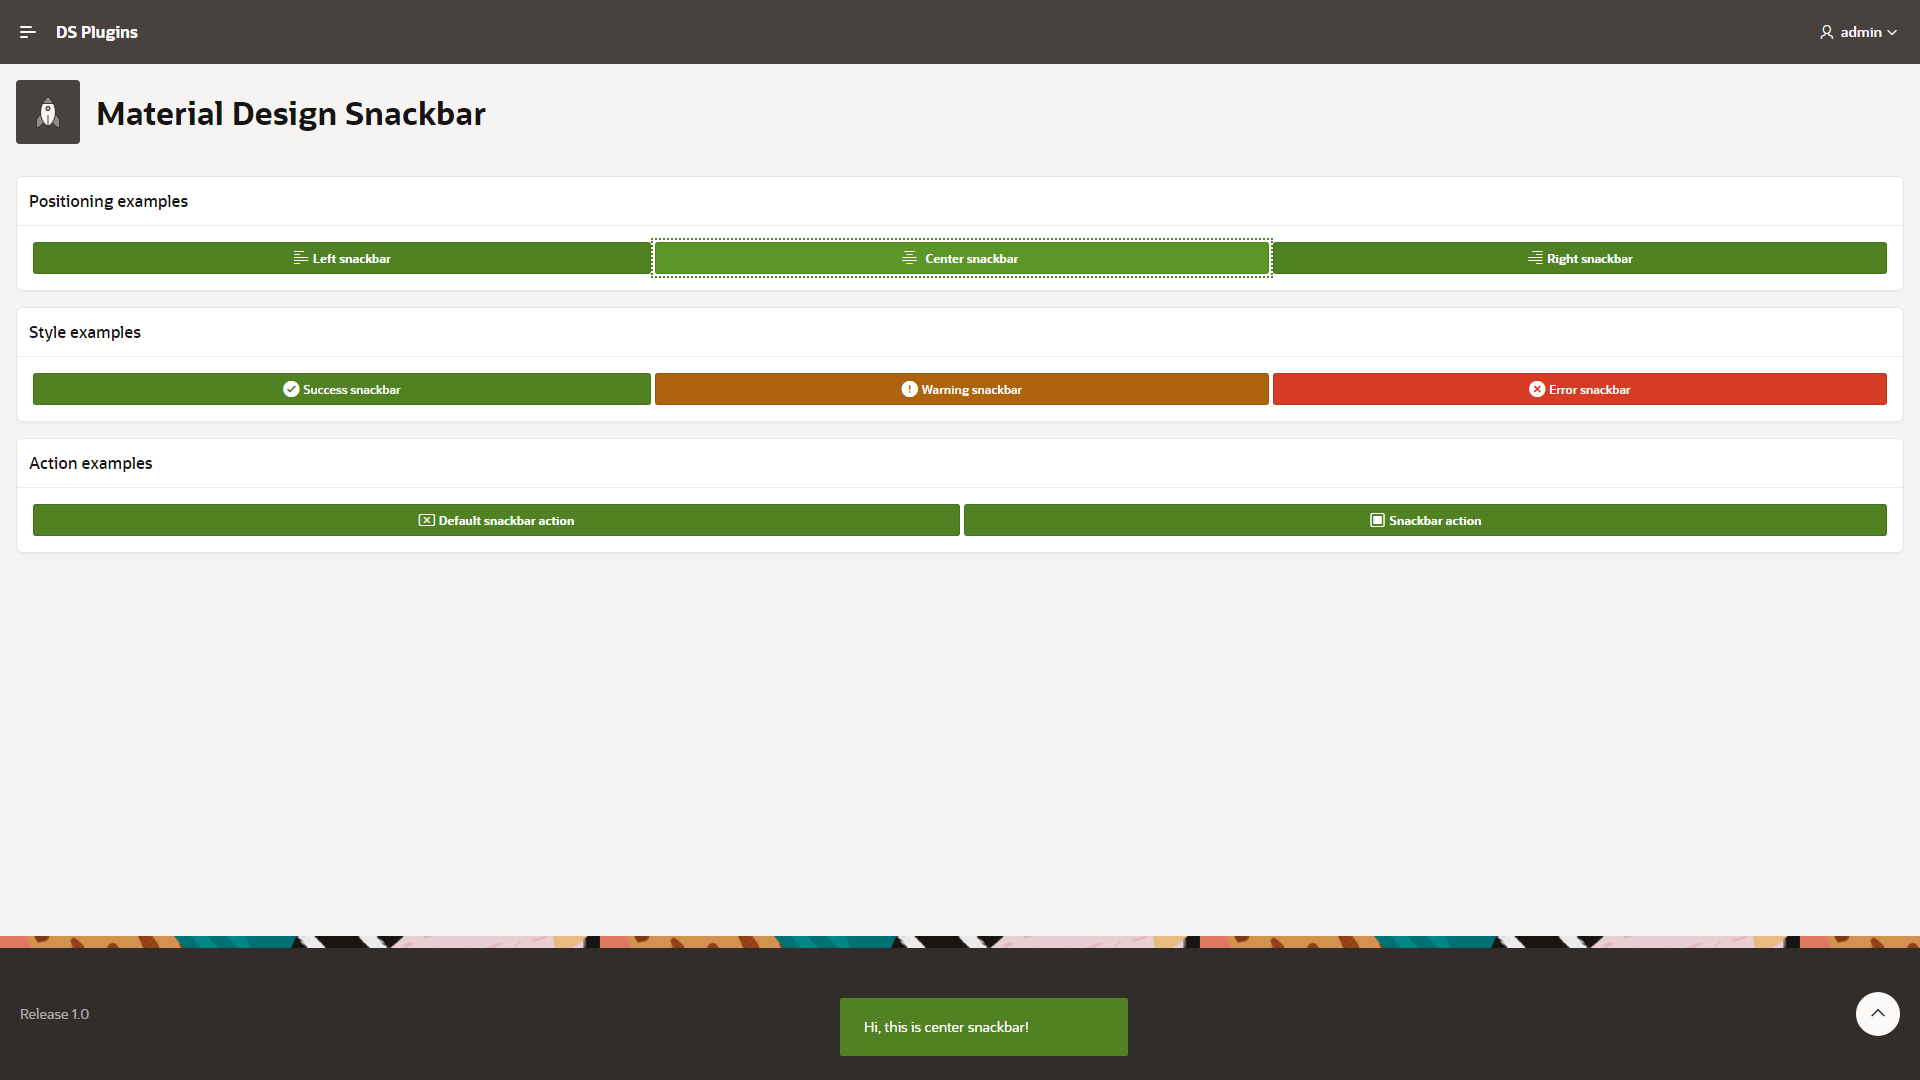 DS Plugins
admin
Material Design Snackbar
Positioning examples
Left snackbar
Center snackbar
Right snackbar
Style examples
Success snackbar
Warning snackbar
Error snackbar
Action examples
Default snackbar action
Snackbar action
Release 1.0
Hi, this is center snackbar!